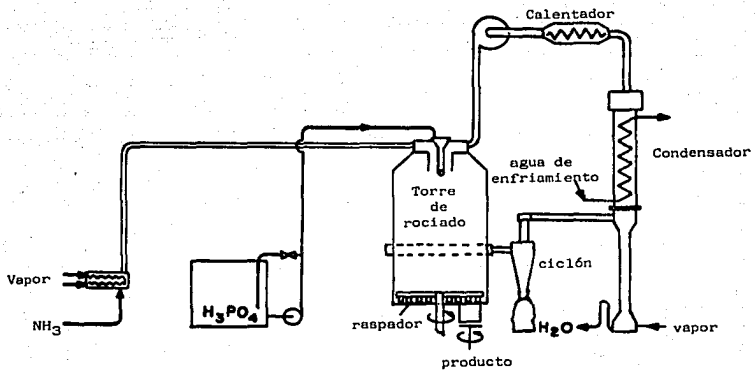 Calentador
Condensador
agua de
enfriamiento
Torre
de
rociado
ciclón
Vapor
H₃PO₄
NH₃
raspador
H₂O
vapor
producto